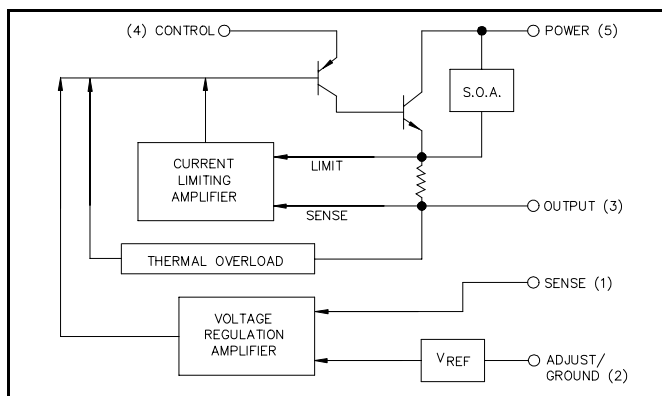 (4) CONTROL
POWER (5)
S.O.A.
CURRENT
LIMITING
AMPLIFIER
LIMIT
SENSE
OUTPUT (3)
THERMAL OVERLOAD
SENSE (1)
VOLTAGE
REGULATION
AMPLIFIER
VREF
ADJUST/
GROUND (2)